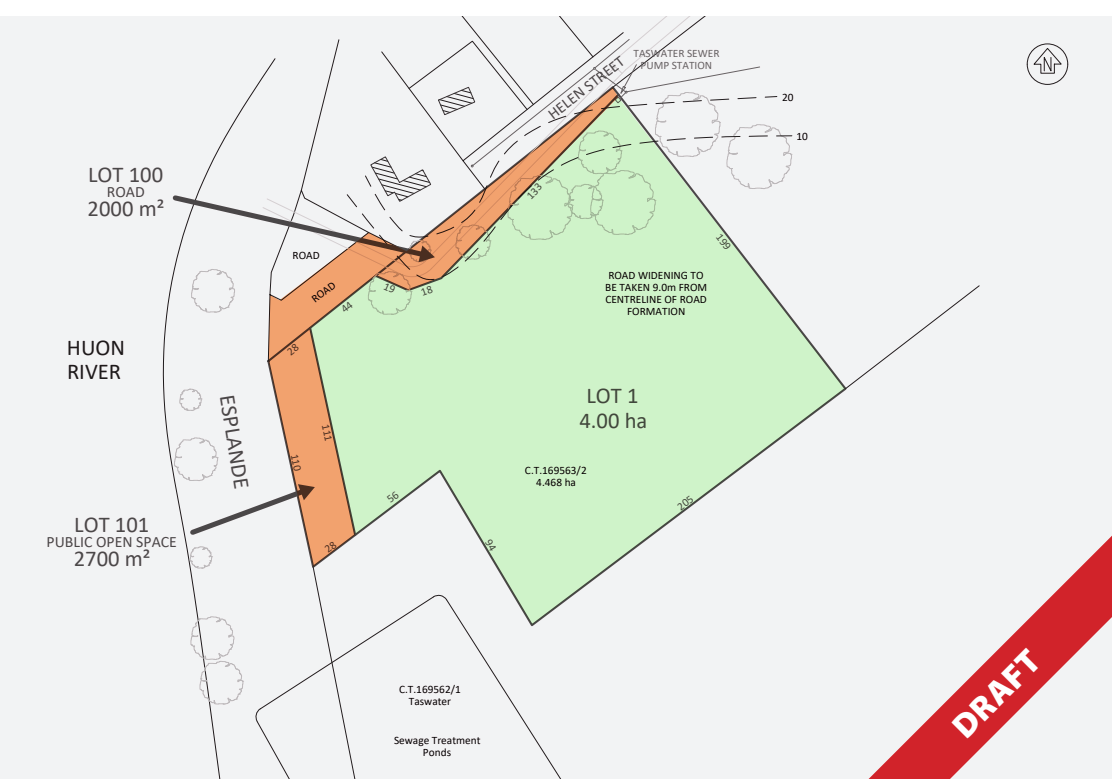 TASWATER SEWER
PUMP STATION
N
HELEN STREET
20
10
LOT 100
ROAD
2000 m²
133
199
ROAD
ROAD
19
18
44
28
ROAD WIDENING TO
BE TAKEN 9.0m FROM
CENTRELINE OF ROAD
FORMATION
HUON
RIVER
ESPLANDE
LOT 1
4.00 ha
111
110
C.T.169563/2
4.468 ha
56
205
LOT 101
PUBLIC OPEN SPACE
2700 m²
28
94
C.T.169562/1
Taswater
Sewage Treatment
Ponds
DRAFT